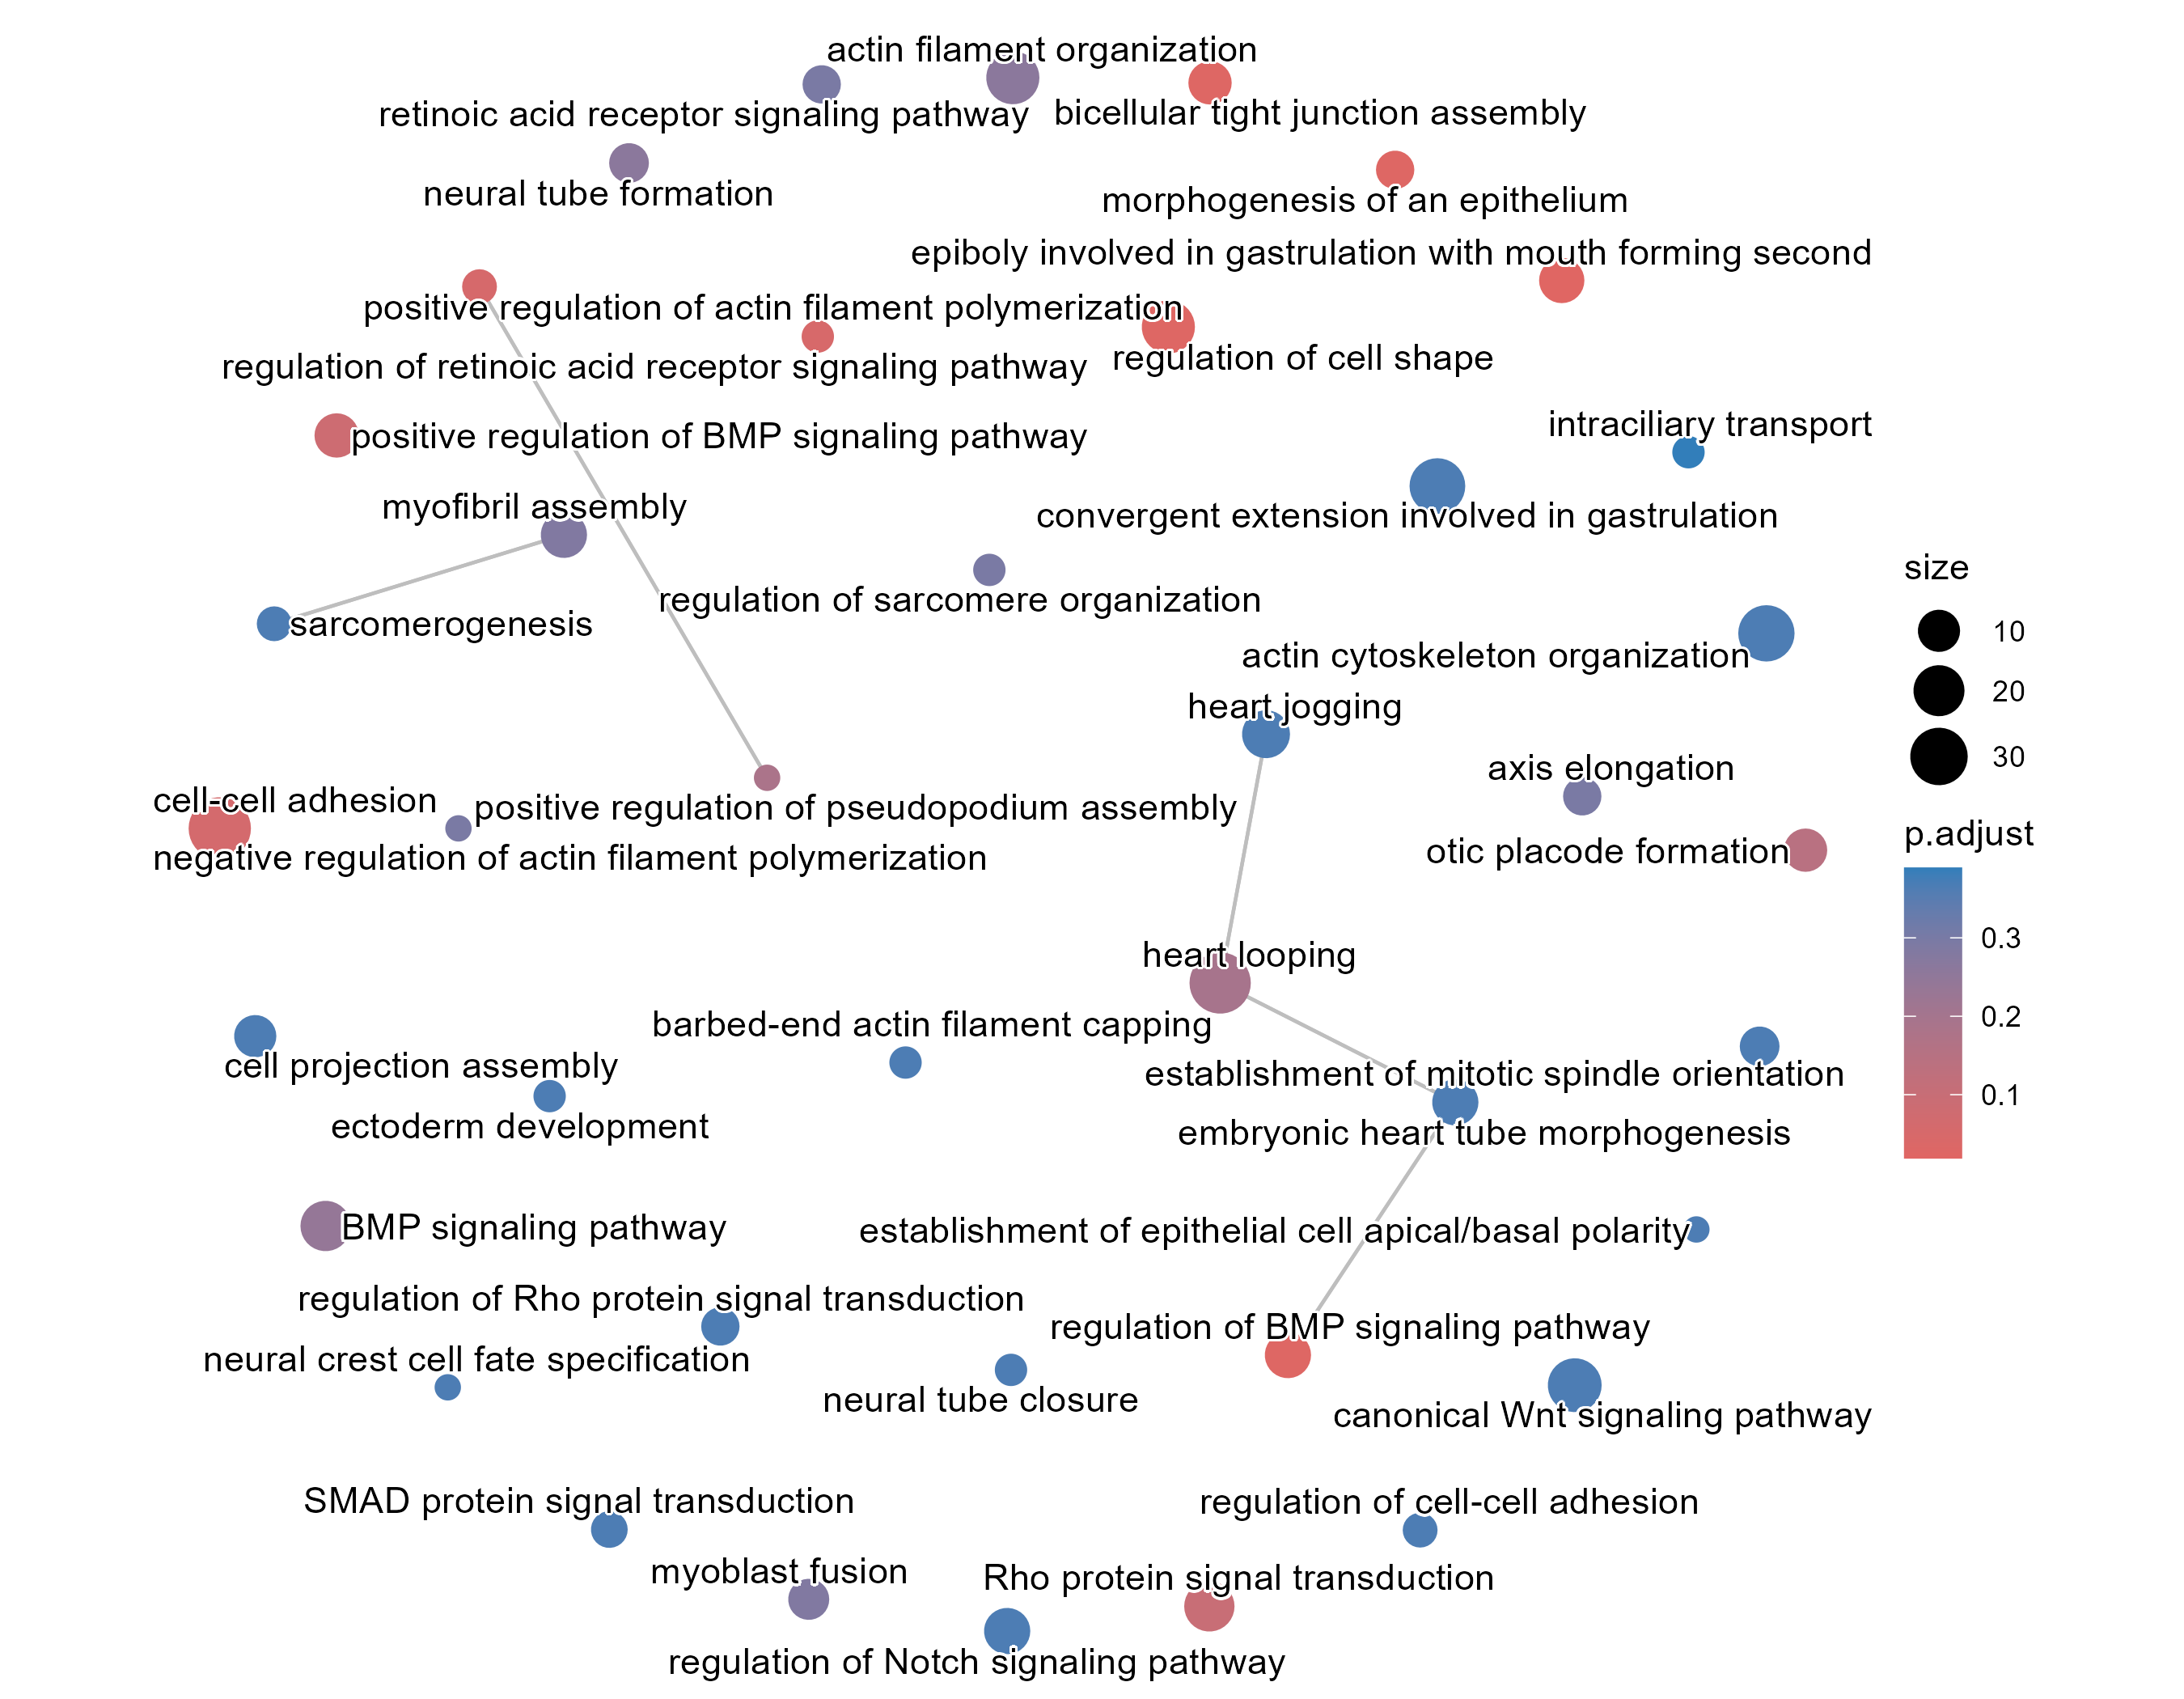 actin filament organization
retinoic acid receptor signaling pathway
bicellular tight junction assembly
neural tube formation
morphogenesis of an epithelium
epiboly involved in gastrulation with mouth forming second
positive regulation of actin filament polymerization
regulation of retinoic acid receptor signaling pathway
regulation of cell shape
positive regulation of BMP signaling pathway
intraciliary transport
myofibril assembly
convergent extension involved in gastrulation
regulation of sarcomere organization
sarcomerogenesis
actin cytoskeleton organization
heart jogging
axis elongation
cell-cell adhesion
positive regulation of pseudopodium assembly
negative regulation of actin filament polymerization
otic placode formation
heart looping
barbed-end actin filament capping
cell projection assembly
establishment of mitotic spindle orientation
ectoderm development
embryonic heart tube morphogenesis
BMP signaling pathway
establishment of epithelial cell apical/basal polarity
regulation of Rho protein signal transduction
regulation of BMP signaling pathway
neural crest cell fate specification
neural tube closure
canonical Wnt signaling pathway
SMAD protein signal transduction
regulation of cell-cell adhesion
myoblast fusion
Rho protein signal transduction
regulation of Notch signaling pathway
size
10
20
30
p.adjust
0.3
0.2
0.1